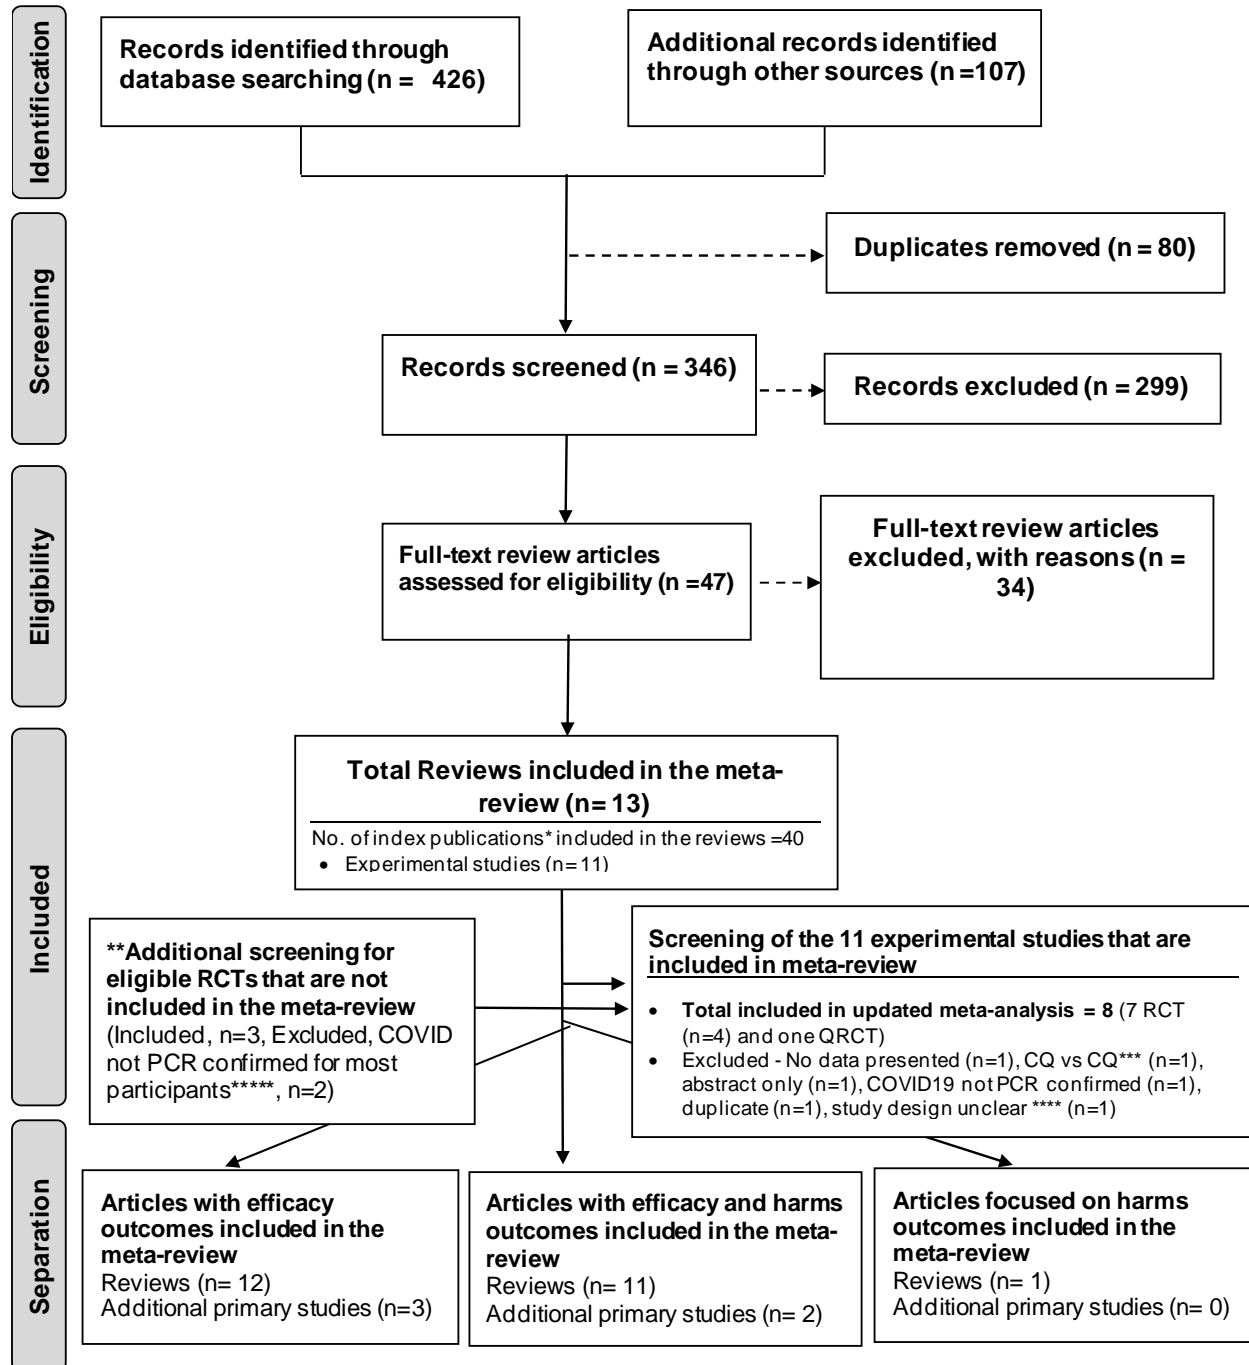 Identification
Records identified through
database searching (n = 426)
Additional records identified
through other sources (n =107)
Screening
Duplicates removed (n = 80)
Records screened (n = 346)
Records excluded (n = 299)
Eligibility
Full-text review articles
assessed for eligibility (n =47)
Full-text review articles
excluded, with reasons (n =
34)
Included
Total Reviews included in the meta-
review (n= 13)
No. of index publications* included in the reviews =40
• Experimental studies (n=11)
**Additional screening for
eligible RCTs that are not
included in the meta-review
(Included, n=3, Excluded, COVID
not PCR confirmed for most
participants*****, n=2)
Screening of the 11 experimental studies that are
included in meta-review
• Total included in updated meta-analysis = 8 (7 RCT
(n=4) and one QRCT)
• Excluded - No data presented (n=1), CQ vs CQ*** (n=1),
abstract only (n=1), COVID19 not PCR confirmed (n=1),
duplicate (n=1), study design unclear **** (n=1)
Separation
Articles with efficacy
outcomes included in the
meta-review
Reviews (n= 12)
Additional primary studies (n=3)
Articles with efficacy and harms
outcomes included in the meta-
review
Reviews (n= 11)
Additional primary studies (n= 2)
Articles focused on harms
outcomes included in the
meta-review
Reviews (n= 1)
Additional primary studies (n= 0)